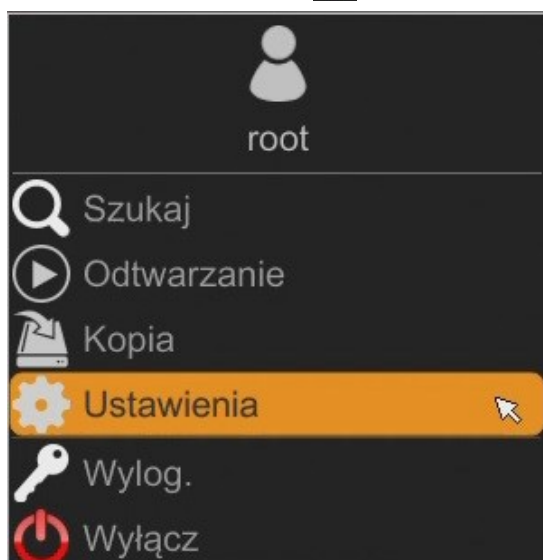 root
Szukaj
Odtwarzanie
Kopia
Ustawienia
Wylog.
Wyłącz